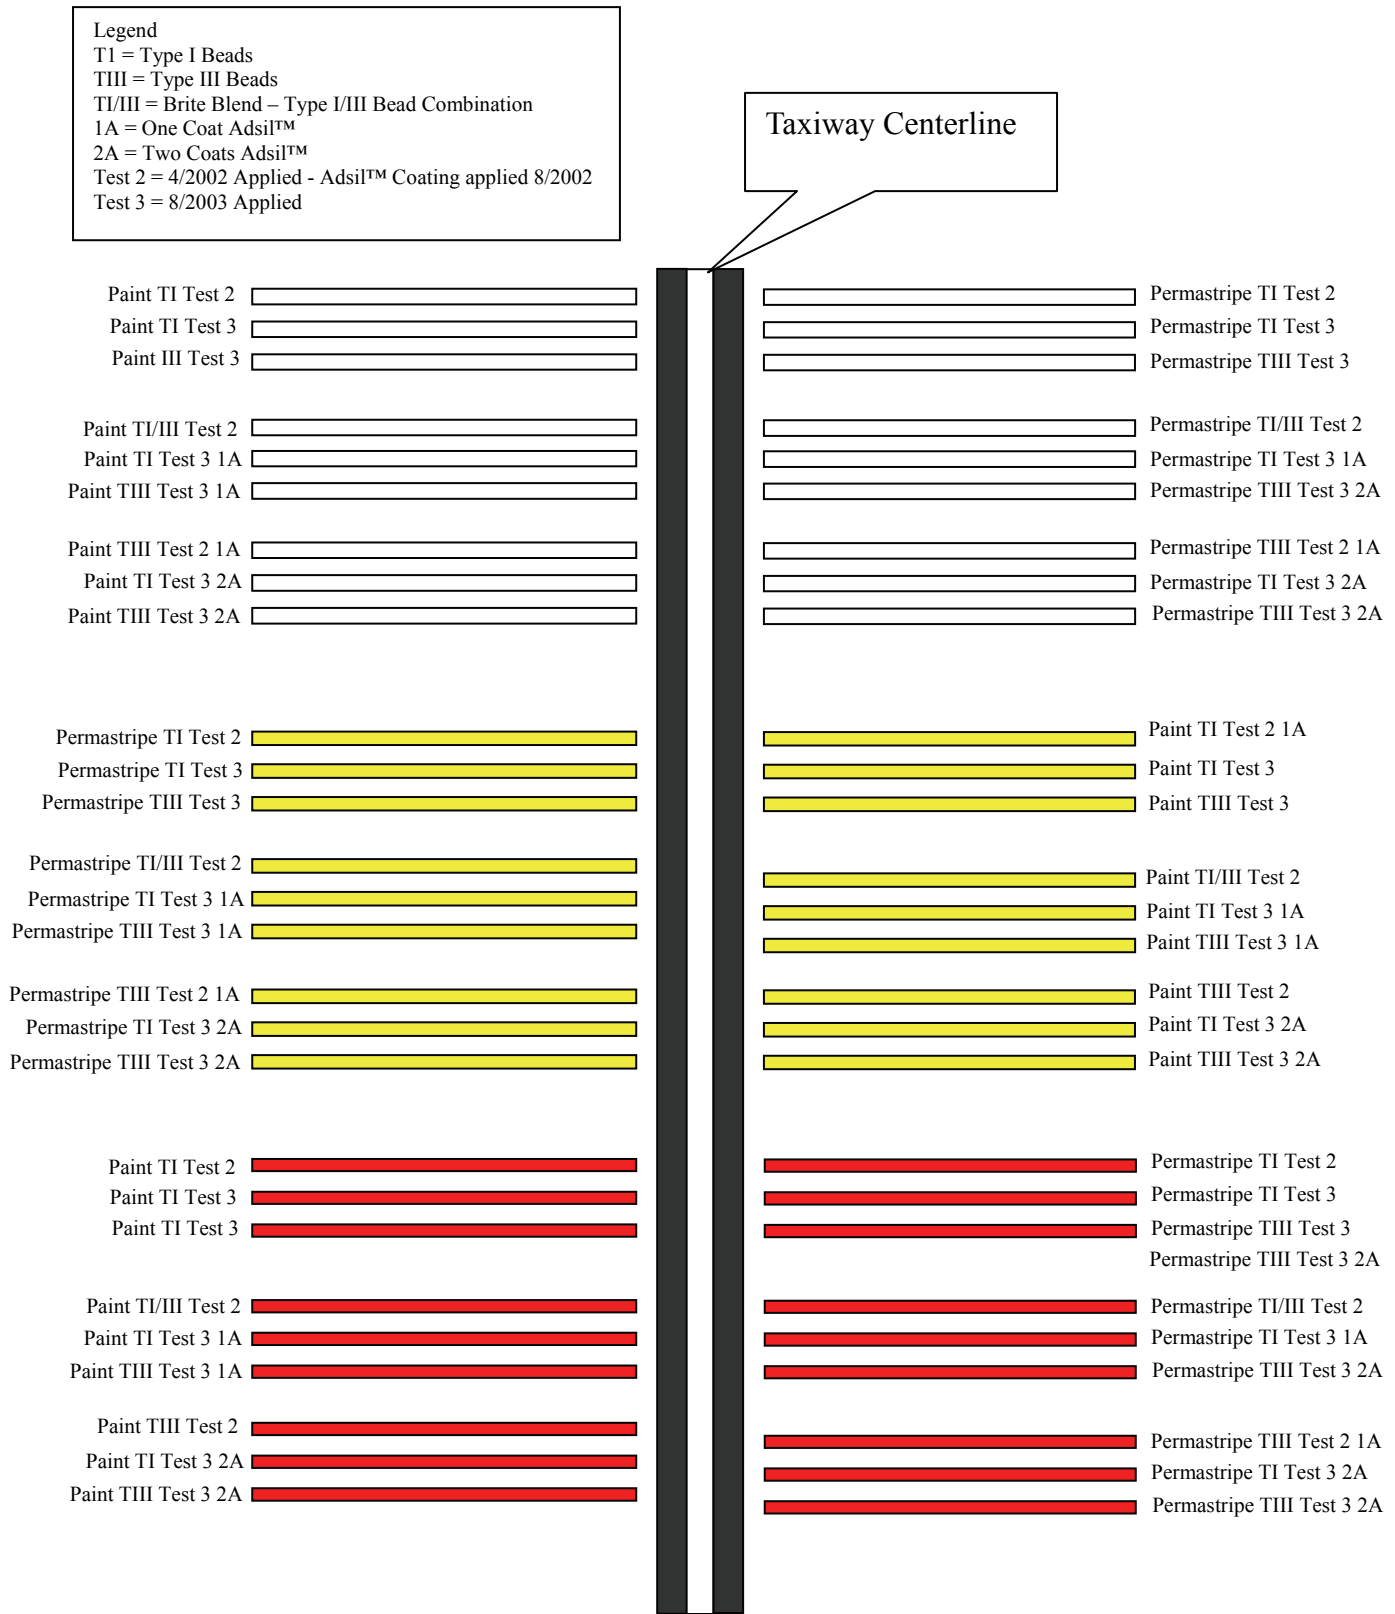 Legend
T1 = Type I Beads
TIII = Type III Beads
TI/III = Brite Blend – Type I/III Bead Combination
1A = One Coat Adsil™
2A = Two Coats Adsil™
Test 2 = 4/2002 Applied - Adsil™ Coating applied 8/2002
Test 3 = 8/2003 Applied
Taxiway Centerline
Paint TI Test 2
Paint TI Test 3
Paint III Test 3
Paint TI/III Test 2
Paint TI Test 3 1A
Paint TIII Test 3 1A
Paint TIII Test 2 1A
Paint TI Test 3 2A
Paint TIII Test 3 2A
Permastripe TI Test 2
Permastripe TI Test 3
Permastripe TIII Test 3
Permastripe TI/III Test 2
Permastripe TI Test 3 1A
Permastripe TIII Test 3 2A
Permastripe TIII Test 2 1A
Permastripe TI Test 3 2A
Permastripe TIII Test 3 2A
Permastripe TI Test 2
Permastripe TI Test 3
Permastripe TIII Test 3
Permastripe TI/III Test 2
Permastripe TI Test 3 1A
Permastripe TIII Test 3 1A
Permastripe TIII Test 2 1A
Permastripe TI Test 3 2A
Permastripe TIII Test 3 2A
Paint TI Test 2 1A
Paint TI Test 3
Paint TIII Test 3
Paint TI/III Test 2
Paint TI Test 3 1A
Paint TIII Test 3 1A
Paint TIII Test 2
Paint TI Test 3 2A
Paint TIII Test 3 2A
Paint TI Test 2
Paint TI Test 3
Paint TI Test 3
Paint TI/III Test 2
Paint TI Test 3 1A
Paint TIII Test 3 1A
Paint TIII Test 2
Paint TI Test 3 2A
Paint TIII Test 3 2A
Permastripe TI Test 2
Permastripe TI Test 3
Permastripe TIII Test 3
Permastripe TIII Test 3 2A
Permastripe TI/III Test 2
Permastripe TI Test 3 1A
Permastripe TIII Test 3 2A
Permastripe TIII Test 2 1A
Permastripe TI Test 3 2A
Permastripe TIII Test 3 2A